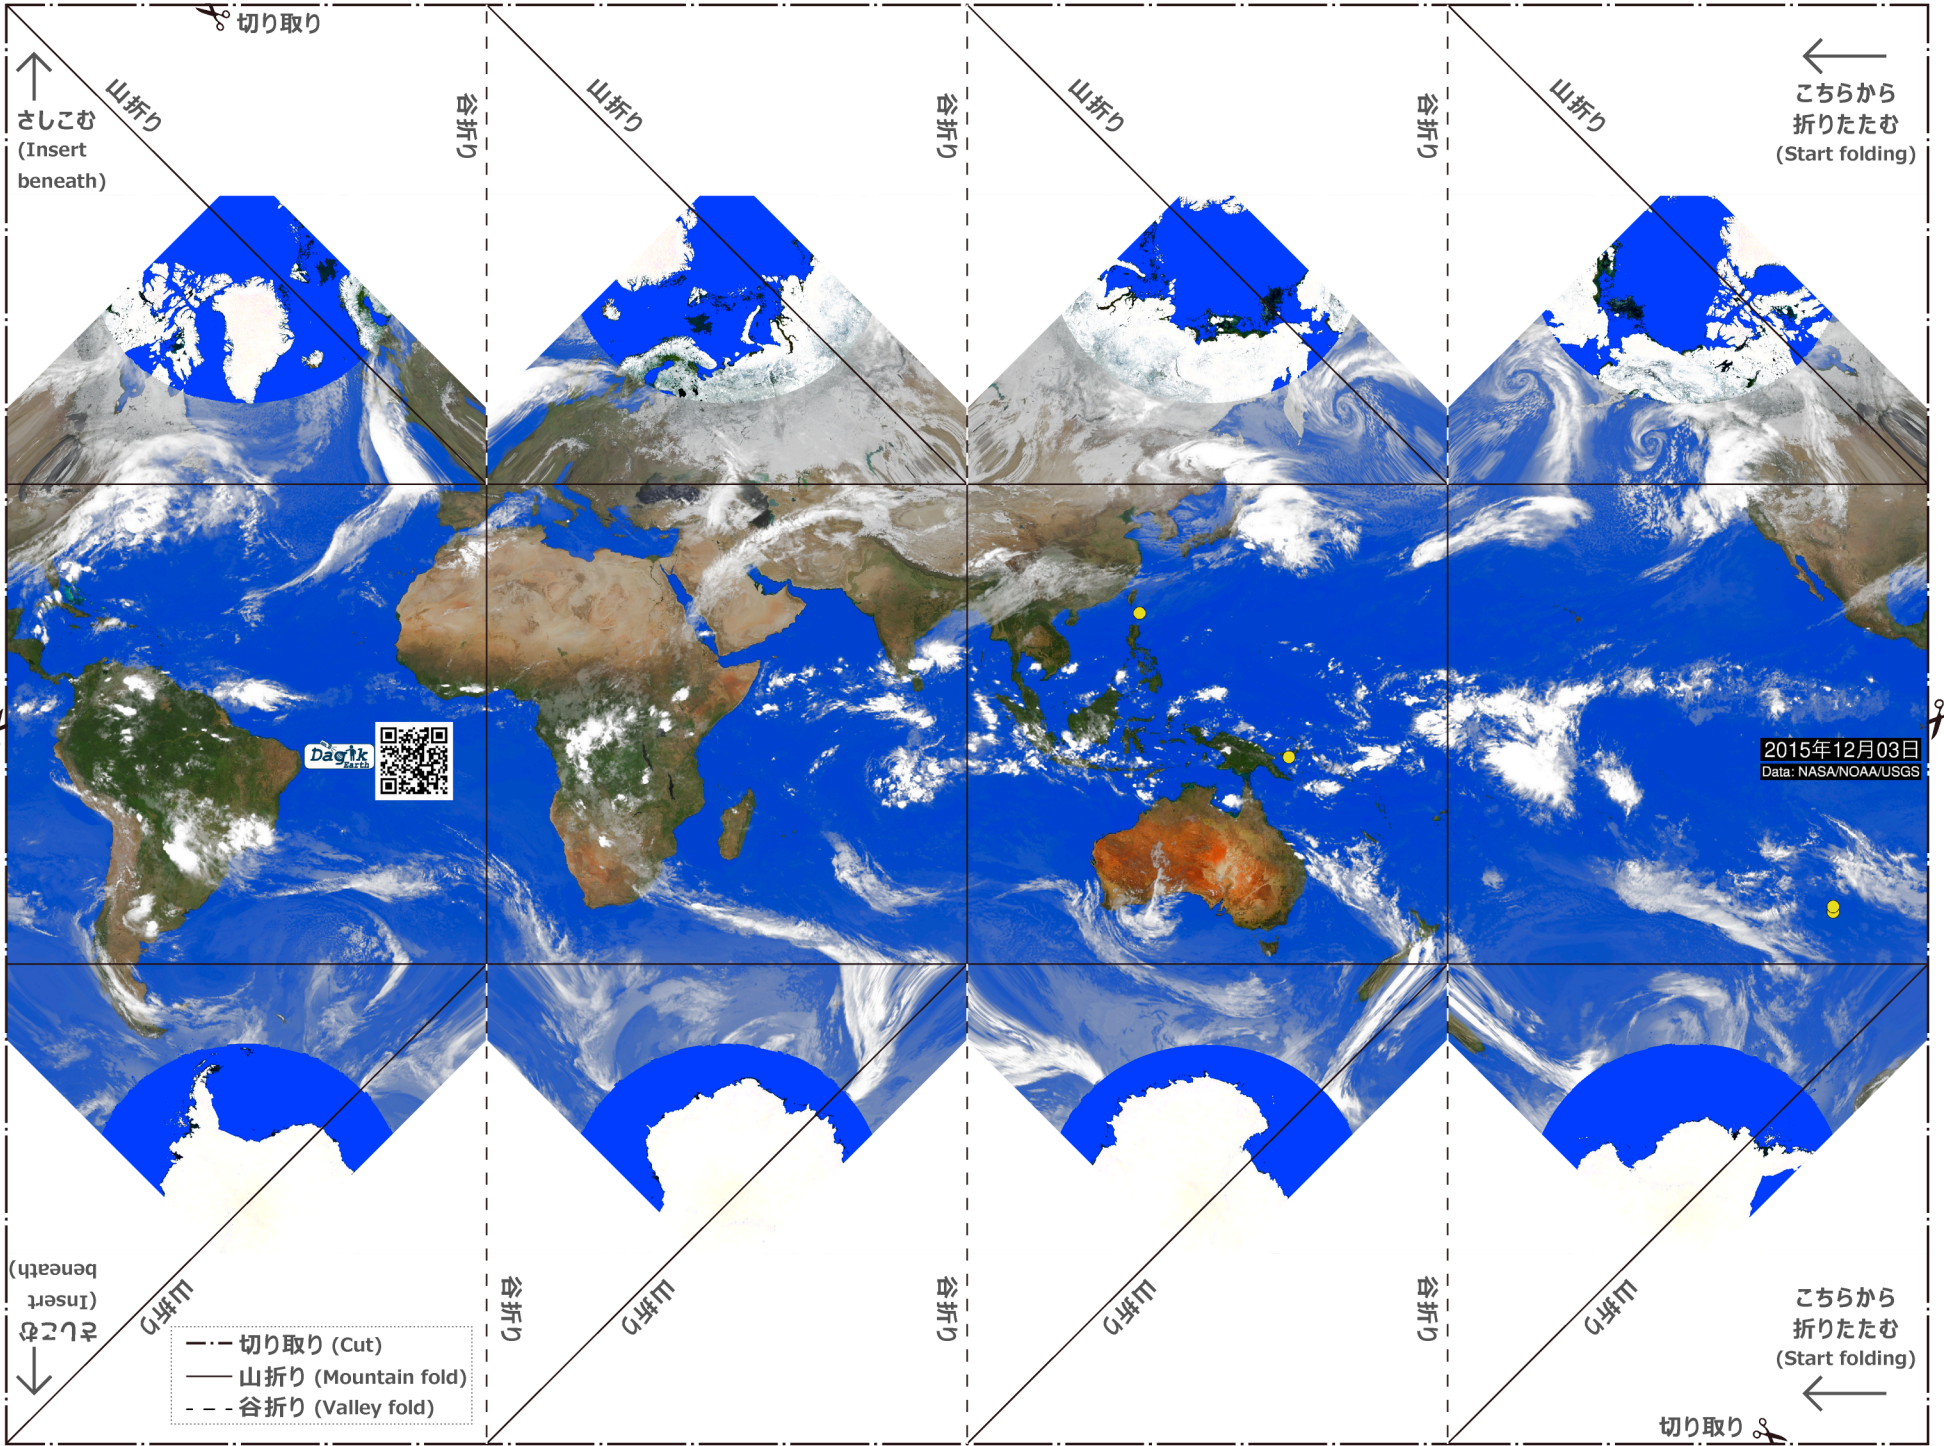 切り取り
山折り
谷折り
山折り
谷折り
山折り
谷折り
山折り
さしこむ
(Insert
beneath)
こちらから
折りたたむ
(Start folding)
Dagik
Earth
2015年12月03日
Data: NASA/NOAA/USGS
さしこむ
(Insert
beneath)
山折り
谷折り
山折り
谷折り
山折り
谷折り
山折り
切り取り (Cut)
山折り (Mountain fold)
谷折り (Valley fold)
こちらから
折りたたむ
(Start folding)
切り取り